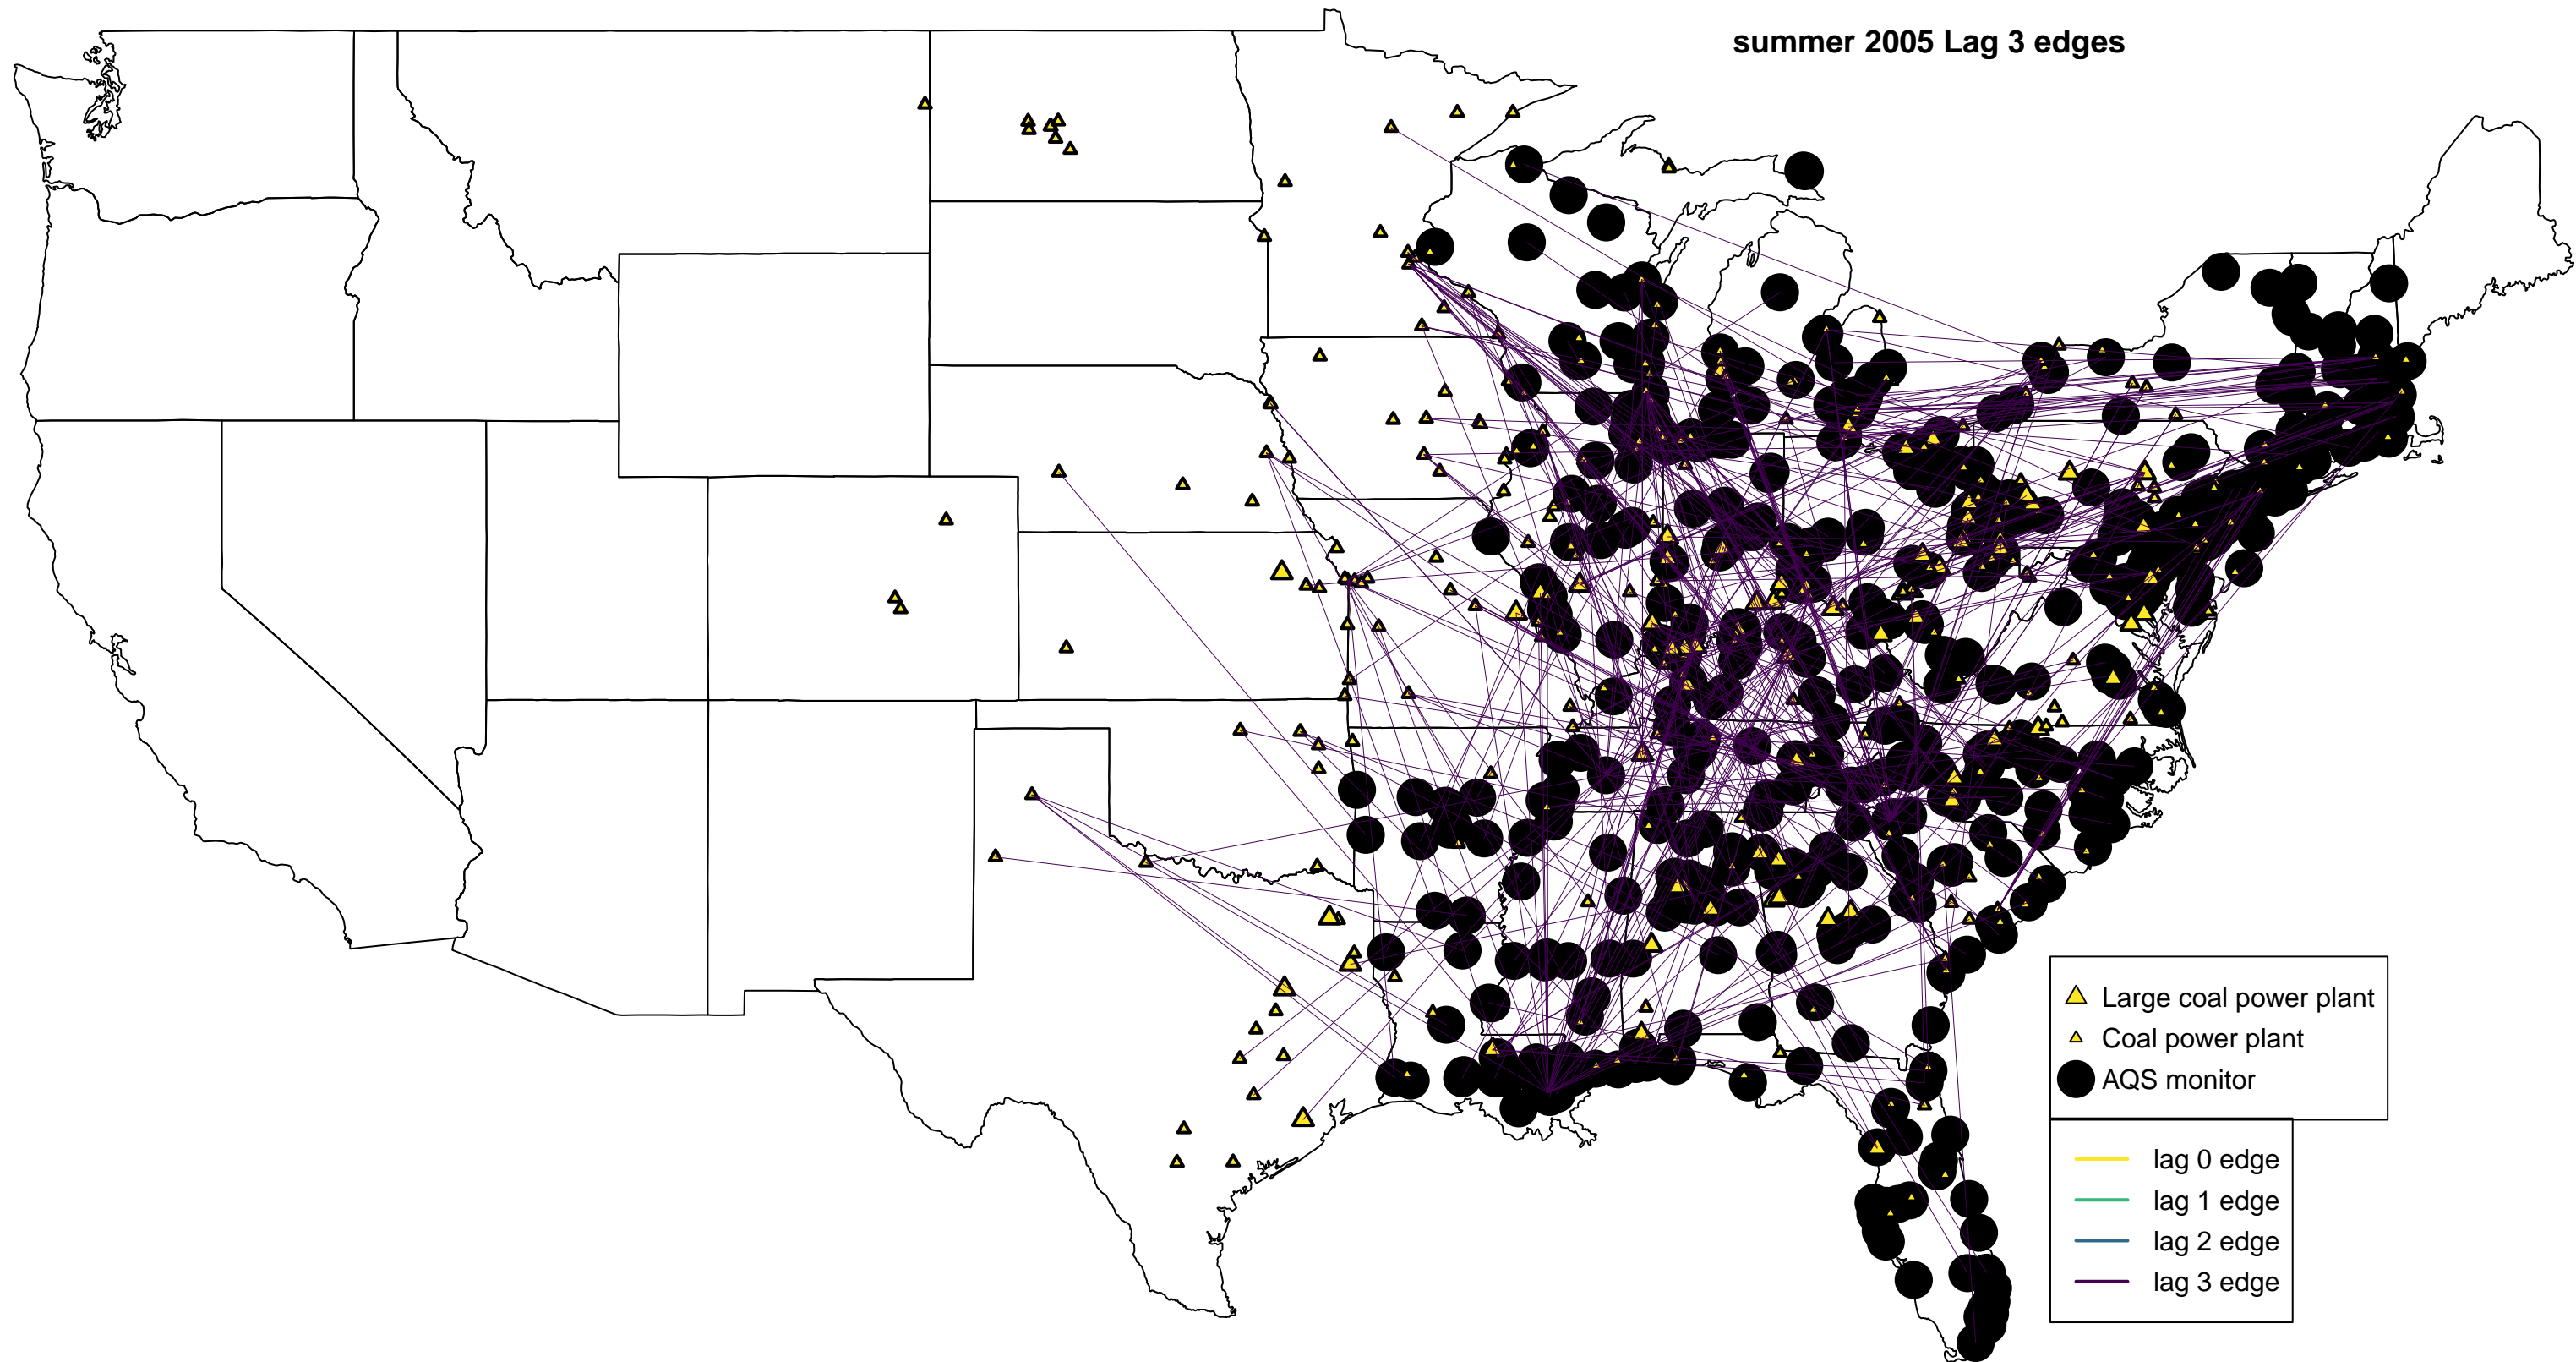 summer 2005 Lag 3 edges
Large coal power plant
Coal power plant
AQS monitor
lag 0 edge
lag 1 edge
lag 2 edge
lag 3 edge